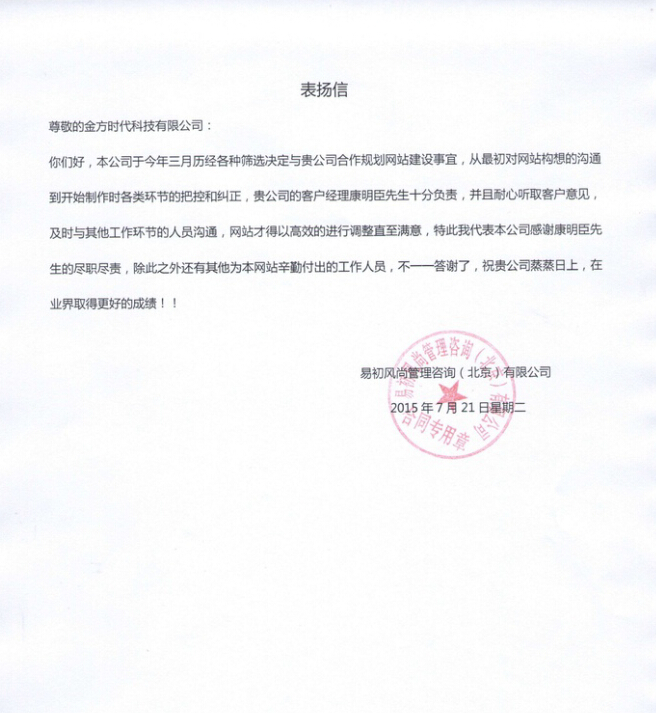 表扬信
尊敬的金方时代科技有限公司：
你们好，本公司于今年三月历经各种筛选决定与贵公司合作规划网站建设事宜，从最初对网站构想的沟通
到开始制作时各类环节的把控和纠正，贵公司的客户经理康明臣先生十分负责，并且耐心听取客户意见，
及时与其他工作环节的人员沟通，网站才得以高效的进行调整直至满意，特此我代表本公司感谢康明臣先
生的尽职尽责，除此之外还有其他为本网站辛勤付出的工作人员，不一一答谢了，祝贵公司蒸蒸日上，在
业界取得更好的成绩！！
易初风尚管理咨询（北京）有限公司
2015 年 7 月 21 日星期二
易初风尚管理咨询（北京）有限公司
合同专用章